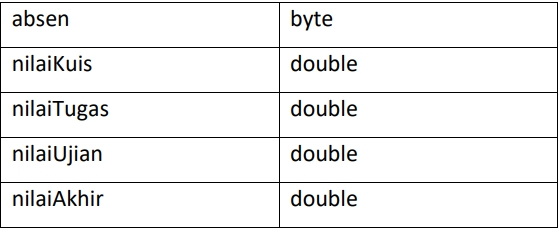 absen byte
nilaiKuis double
nilaiTugas double
nilaiUjian double
nilaiAkhir double